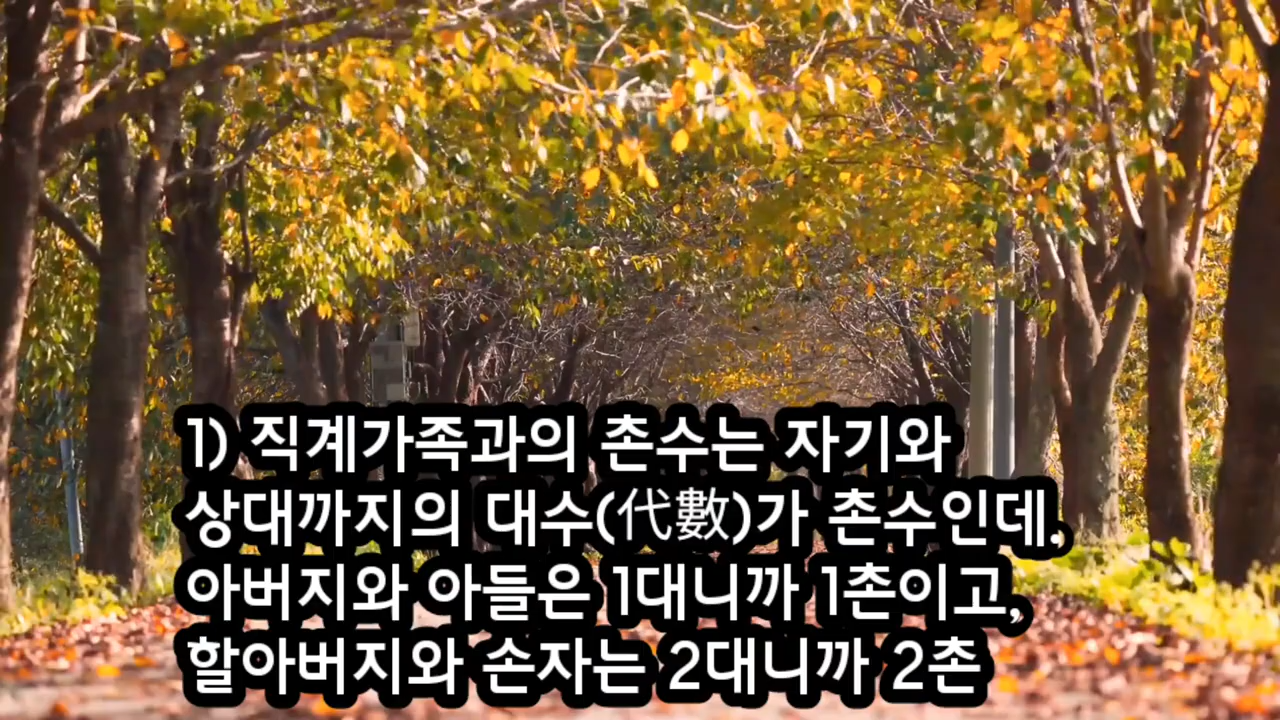 1) 직계가족과의 촌수는 자기와
상대까지의 대수(代數)가 촌수인데,
아버지와 아들은 1대니까 1촌이고,
할아버지와 손자는 2대니까 2촌